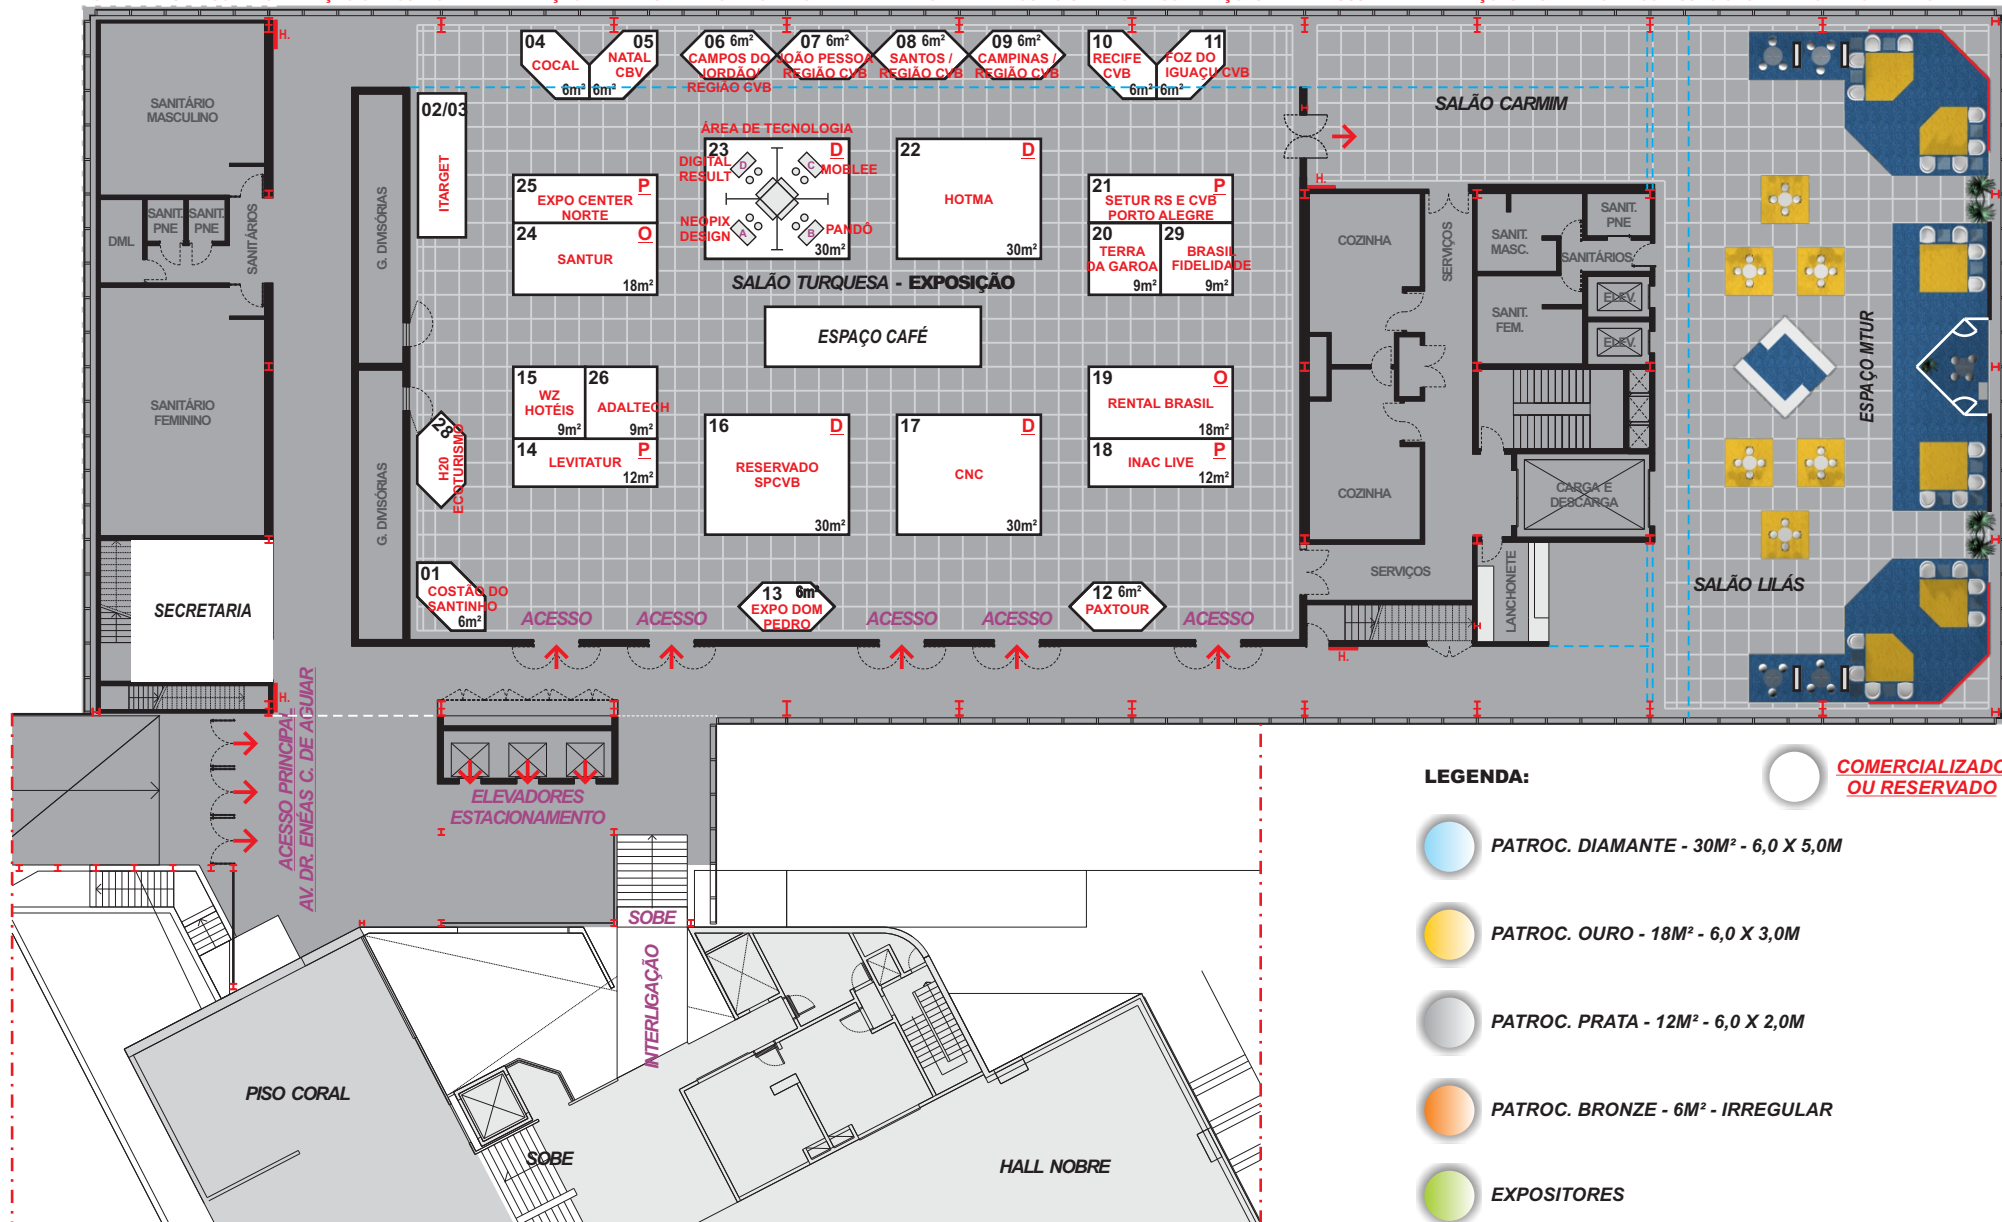 04
COCAL
6m²
05
NATAL
CBV
6m²
06 6m²
CAMPOS DO
JORDÃO/
REGIÃO CVB
07 6m²
JOÃO PESSOA
REGIÃO CVB
08 6m²
SANTOS /
REGIÃO CVB
09 6m²
CAMPINAS /
REGIÃO CVB
10
RECIFE
CVB
6m²
11
FOZ DO
IGUAÇU CVB
6m²
H.
SANITÁRIO
MASCULINO
DML
SANIT.
PNE
SANIT.
PNE
SANITÁRIOS
SANITÁRIO
FEMININO
SECRETARIA
H.
G. DIVISÓRIAS
G. DIVISÓRIAS
02/03
ITARGET
25
P
EXPO CENTER
NORTE
24
O
SANTUR
18m²
ÁREA DE TECNOLOGIA
23
D
DIGITAL
RESULT
D
C
MOBLEE
NEOPIX
DESIGN
A
B
PANDÔ
30m²
22
D
HOTMA
30m²
21
P
SETUR RS E CVB
PORTO ALEGRE
20
TERRA
DA GAROA
9m²
29
BRASIL
FIDELIDADE
9m²
SALÃO TURQUESA - EXPOSIÇÃO
ESPAÇO CAFÉ
15
WZ
HOTÉIS
9m²
26
ADALTECH
9m²
14
P
LEVITATUR
12m²
28
H20
ECOTURISMO
16
D
RESERVADO
SPCVB
30m²
17
D
CNC
30m²
19
O
RENTAL BRASIL
18m²
18
P
INAC LIVE
12m²
01
COSTÃO DO
SANTINHO
6m²
13 6m²
EXPO DOM
PEDRO
12 6m²
PAXTOUR
ACESSO
ACESSO
ACESSO
ACESSO
ACESSO
SALÃO CARMIM
H.
COZINHA
SERVIÇOS
SANIT.
MASC.
SANIT.
PNE
SANITÁRIOS
SANIT.
FEM.
ELEV.
ELEV.
COZINHA
CARGA E
DESCARGA
SERVIÇOS
LANCHONETE
H.
ESPAÇO MTUR
SALÃO LILÁS
ACESSO PRINCIPAL
AV. DR. ENÉAS C. DE AGUIAR
ELEVADORES
ESTACIONAMENTO
SOBE
INTERLIGAÇÃO
PISO CORAL
SOBE
HALL NOBRE
LEGENDA:
COMERCIALIZADO
OU RESERVADO
PATROC. DIAMANTE - 30M² - 6,0 X 5,0M
PATROC. OURO - 18M² - 6,0 X 3,0M
PATROC. PRATA - 12M² - 6,0 X 2,0M
PATROC. BRONZE - 6M² - IRREGULAR
EXPOSITORES